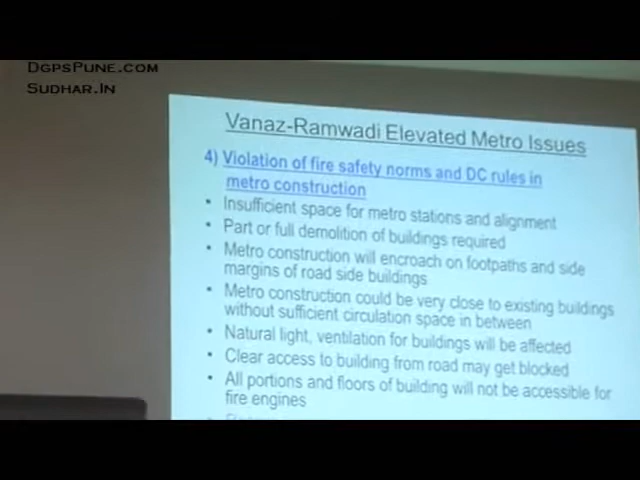 DgpsPune.com
Sudhar.In
Vanaz-Ramwadi Elevated Metro Issues
4) Violation of fire safety norms and DC rules in
metro construction
• Insufficient space for metro stations and alignment
• Part or full demolition of buildings required
• Metro construction will encroach on footpaths and side
margins of road side buildings
• Metro construction could be very close to existing buildings
without sufficient circulation space in between
• Natural light, ventilation for buildings will be affected
• Clear access to building from road may get blocked
• All portions and floors of building will not be accessible for
fire engines